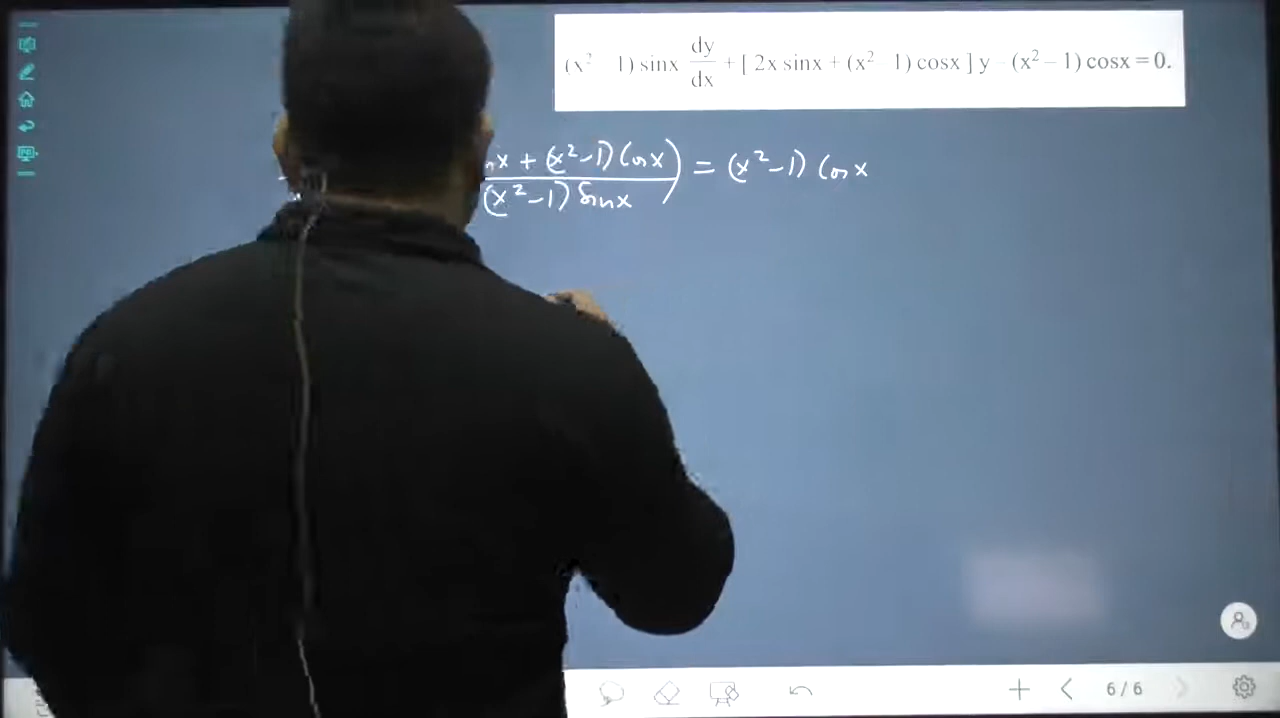 (x² 1) sinx dy/dx + [ 2x sinx + (x² 1) cosx ] y (x² – 1) cosx = 0.
x + (x²-1) Cosx) = (x²-1) Cosx
(x²-1) Sinx
6/6